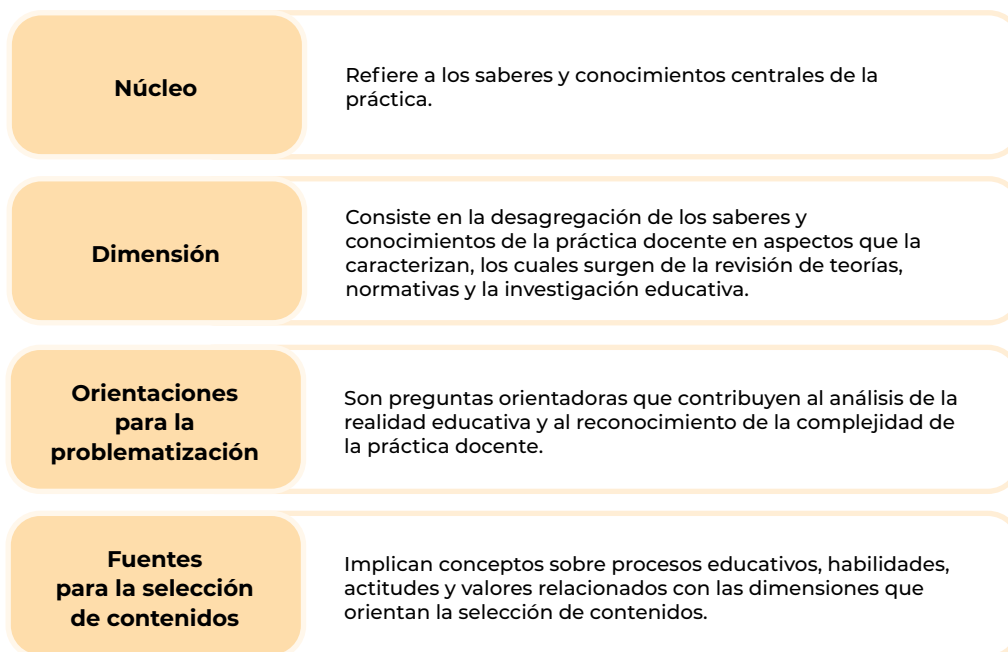 Núcleo
Refiere a los saberes y conocimientos centrales de la
práctica.
Dimensión
Consiste en la desagregación de los saberes y
conocimientos de la práctica docente en aspectos que la
caracterizan, los cuales surgen de la revisión de teorías,
normativas y la investigación educativa.
Orientaciones
para la
problematización
Son preguntas orientadoras que contribuyen al análisis de la
realidad educativa y al reconocimiento de la complejidad de
la práctica docente.
Fuentes
para la selección
de contenidos
Implican conceptos sobre procesos educativos, habilidades,
actitudes y valores relacionados con las dimensiones que
orientan la selección de contenidos.